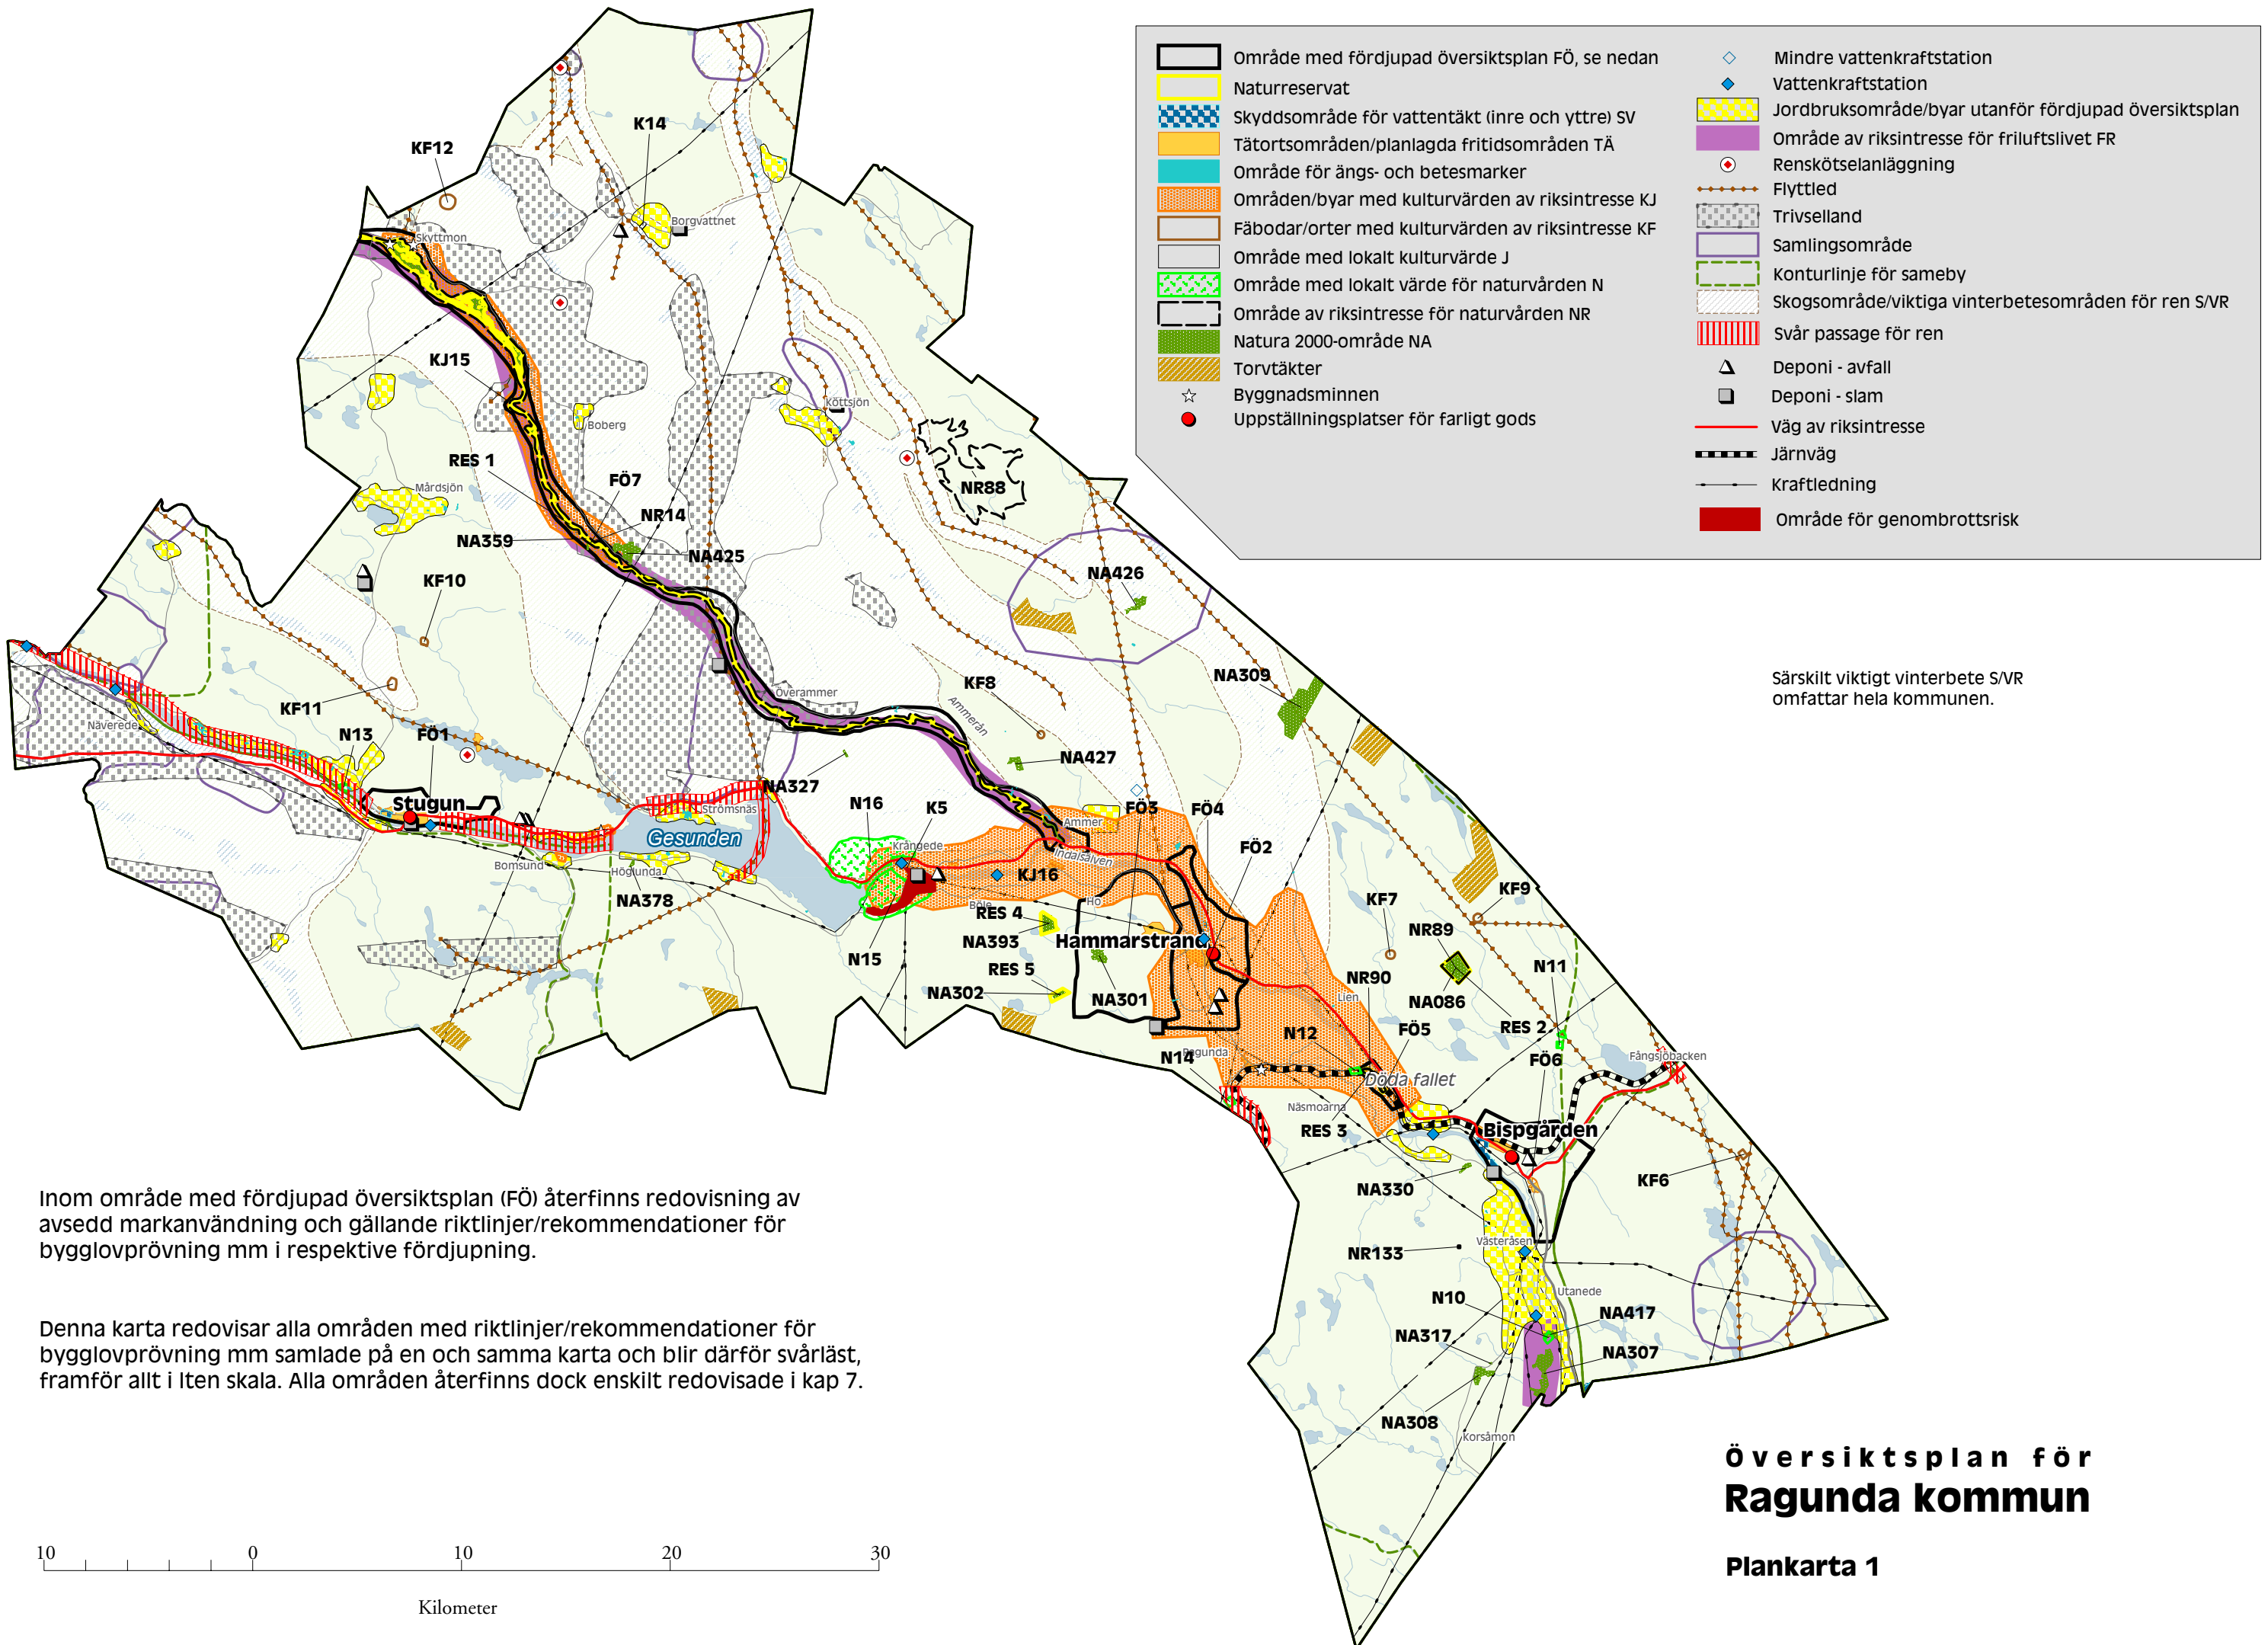 Område med fördjupad översiktsplan FÖ, se nedan
Naturreservat
Skyddsområde för vattentäkt (inre och yttre) SV
Tätortsområden/planlagda fritidsområden TÄ
Område för ängs- och betesmarker
Områden/byar med kulturvärden av riksintresse KJ
Fäbodar/orter med kulturvärden av riksintresse KF
Område med lokalt kulturvärde J
Område med lokalt värde för naturvården N
Område av riksintresse för naturvården NR
Natura 2000-område NA
Torvtäkter
Byggnadsminnen
Uppställningsplatser för farligt gods
Mindre vattenkraftstation
Vattenkraftstation
Jordbruksområde/byar utanför fördjupad översiktsplan
Område av riksintresse för friluftslivet FR
Renskötselanläggning
Flyttled
Trivselland
Samlingsområde
Konturlinje för sameby
Skogsområde/viktiga vinterbetesområden för ren S/VR
Svår passage för ren
Deponi - avfall
Deponi - slam
Väg av riksintresse
Järnväg
Kraftledning
Område för genombrottsrisk
K14
KF12
Borgvattnet
Skyttmon
KJ15
Köttsjön
Boberg
RES 1
FÖ7
NR88
Mårdsjön
NR14
NA359
NA425
KF10
NA426
NA309
KF8
Överammer
Ammerån
KF11
Näverede
N13
FÖ1
NA427
NA327
Stugun
Strömsnäs
N16
K5
FÖ3
FÖ4
Gesunden
Ammer
Krångede
Indalsälven
FÖ2
Bomsund
Höglunda
KJ16
NA378
Böle
Ho
RES 4
KF7
KF9
NA393
Hammarstrand
NR89
N15
RES 5
N11
NR90
NA302
NA301
Lien
NA086
N12
FÖ5
RES 2
N14
Ragunda
FÖ6
Fångsjöbacken
Döda fallet
Näsmoarna
RES 3
Bispgården
NA330
KF6
Västeråsen
NR133
Utanede
N10
NA417
NA317
NA307
NA308
Korsåmon
Särskilt viktigt vinterbete S/VR
omfattar hela kommunen.
Inom område med fördjupad översiktsplan (FÖ) återfinns redovisning av
avsedd markanvändning och gällande riktlinjer/rekommendationer för
bygglovprövning mm i respektive fördjupning.
Denna karta redovisar alla områden med riktlinjer/rekommendationer för
bygglovprövning mm samlade på en och samma karta och blir därför svårläst,
framför allt i lten skala. Alla områden återfinns dock enskilt redovisade i kap 7.
Översiktsplan för
Ragunda kommun
Plankarta 1
10 0 10 20 30
Kilometer